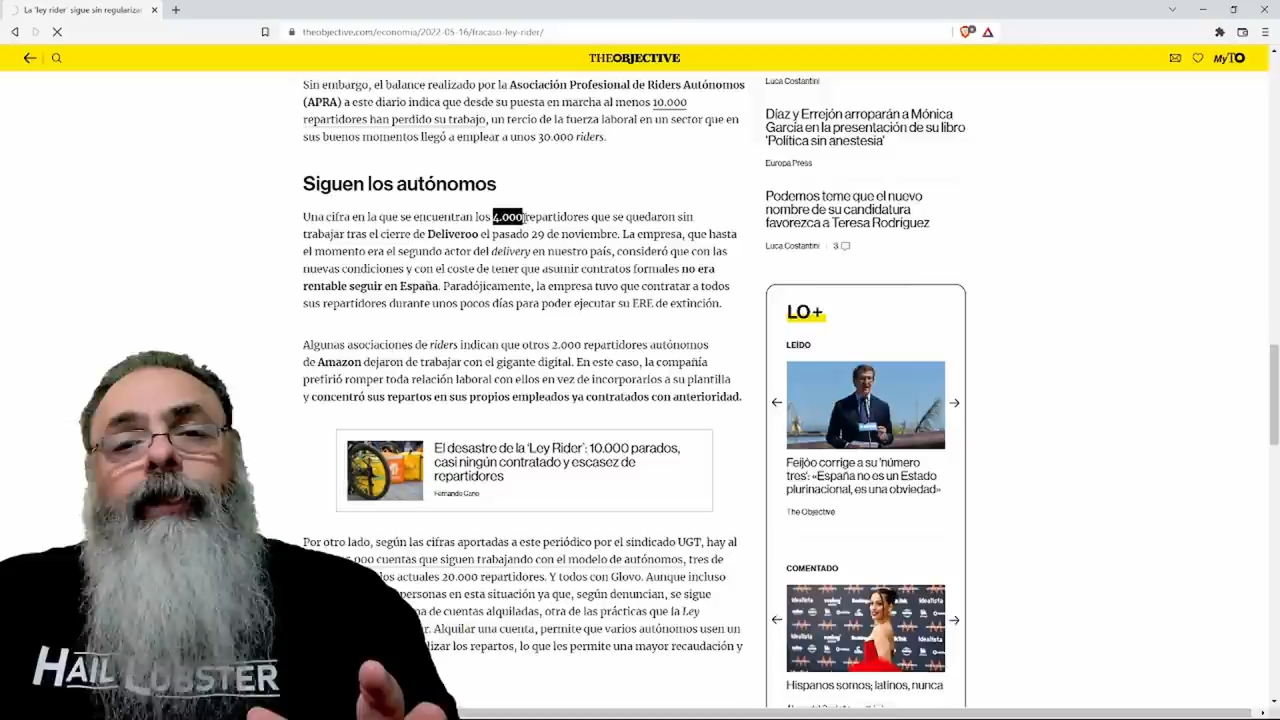 La 'ley rider' sigue sin regularizar
theobjective.com/economia/2022-05-16/fracaso-ley-rider/
THEOBJECTIVE
MyTO
Sin embargo, el balance realizado por la Asociación Profesional de Riders Autónomos
(APRA) a este diario indica que desde su puesta en marcha al menos 10.000
repartidores han perdido su trabajo, un tercio de la fuerza laboral en un sector que en
sus buenos momentos llegó a emplear a unos 30.000 riders.
Siguen los autónomos
Una cifra en la que se encuentran los 4.000 repartidores que se quedaron sin
trabajar tras el cierre de Deliveroo el pasado 29 de noviembre. La empresa, que hasta
el momento era el segundo actor del delivery en nuestro país, consideró que con las
nuevas condiciones y con el coste de tener que asumir contratos formales no era
rentable seguir en España. Paradójicamente, la empresa tuvo que contratar a todos
sus repartidores durante unos pocos días para poder ejecutar su ERE de extinción.
Algunas asociaciones de riders indican que otros 2.000 repartidores autónomos
de Amazon dejaron de trabajar con el gigante digital. En este caso, la compañía
prefirió romper toda relación laboral con ellos en vez de incorporarlos a su plantilla
y concentró sus repartos en sus propios empleados ya contratados con anterioridad.
El desastre de la 'Ley Rider': 10.000 parados,
casi ningún contratado y escasez de
repartidores
Fernando Cano
Por otro lado, según las cifras aportadas a este periódico por el sindicado UGT, hay al
000 cuentas que siguen trabajando con el modelo de autónomos, tres de
los actuales 20.000 repartidores. Y todos con Glovo. Aunque incluso
personas en esta situación ya que, según denuncian, se sigue
ma de cuentas alquiladas, otra de las prácticas que la Ley
r. Alquilar una cuenta, permite que varios autónomos usen un
lizar los repartos, lo que les permite una mayor recaudación y
Luca Costantini
Díaz y Errejón arroparán a Mónica
García en la presentación de su libro
'Política sin anestesia'
Europa Press
Podemos teme que el nuevo
nombre de su candidatura
favorezca a Teresa Rodríguez
Luca Costantini 3
LO+
LEÍDO
Feijóo corrige a su 'número
tres': «España no es un Estado
plurinacional, es una obviedad»
The Objective
COMENTADO
idealista
Hispanos somos; latinos, nunca
HAIL LOBSTER